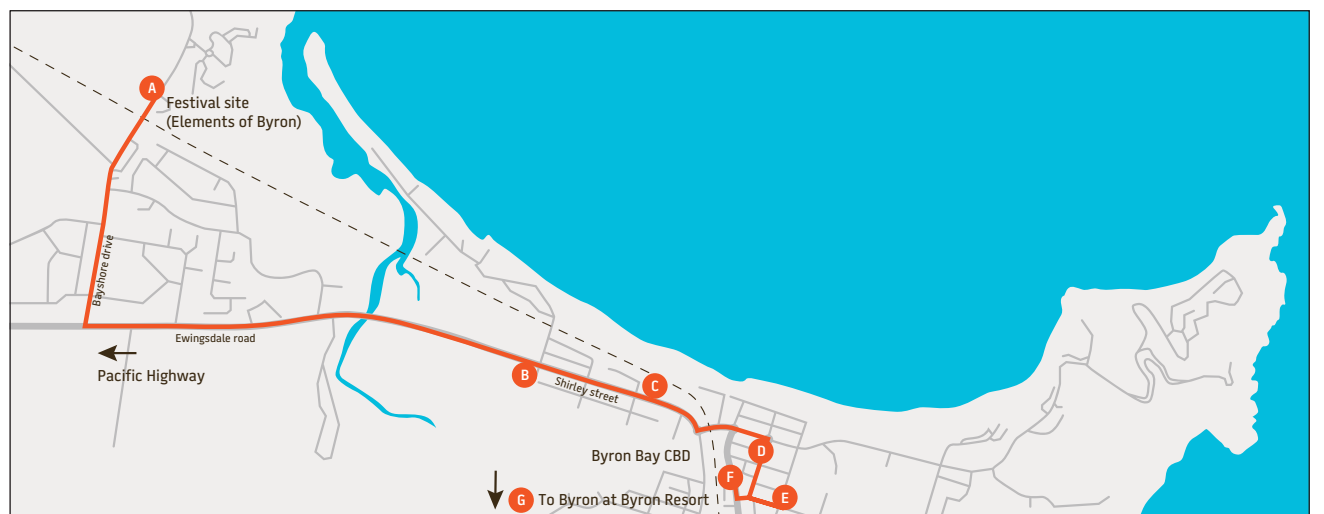 A
Festival site
(Elements of Byron)
Bayshore drive
Ewingsdale road
Pacific Highway
B
Shirley street
C
Byron Bay CBD
D
F
E
G To Byron at Byron Resort